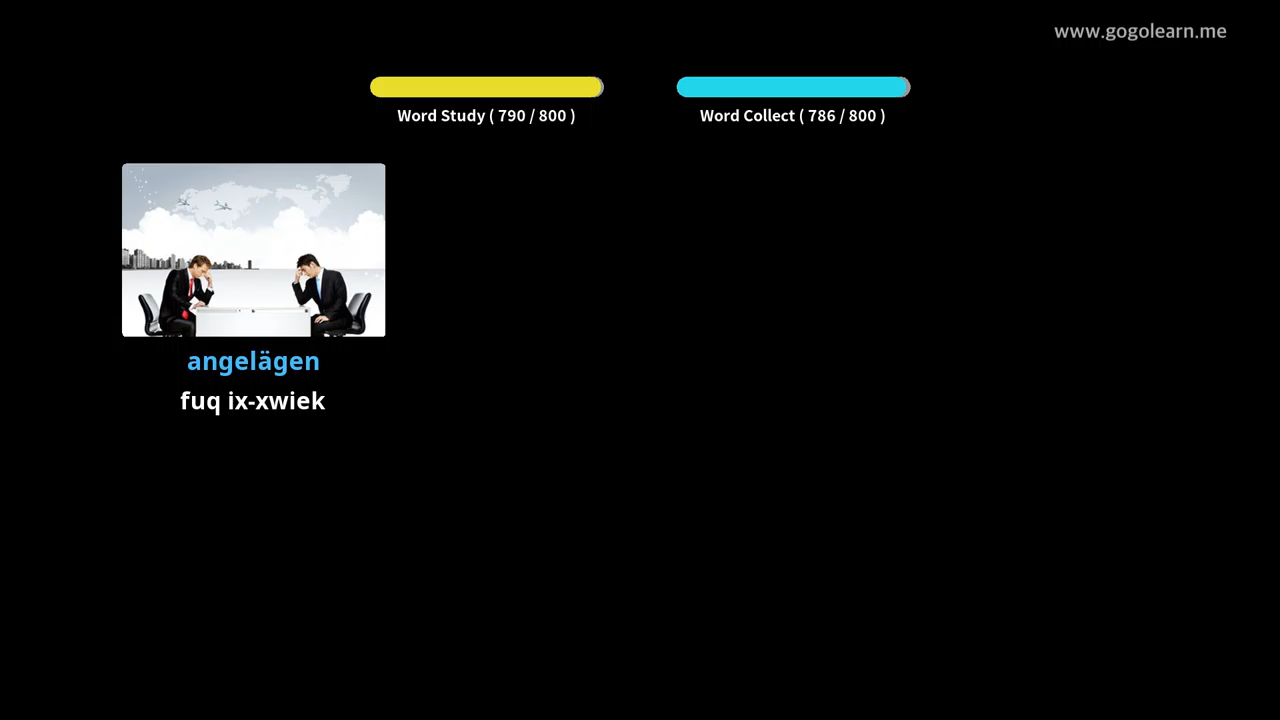 www.gogolearn.me
Word Study ( 790 / 800 )
Word Collect ( 786 / 800 )
angelägen
fuq ix-xwiek